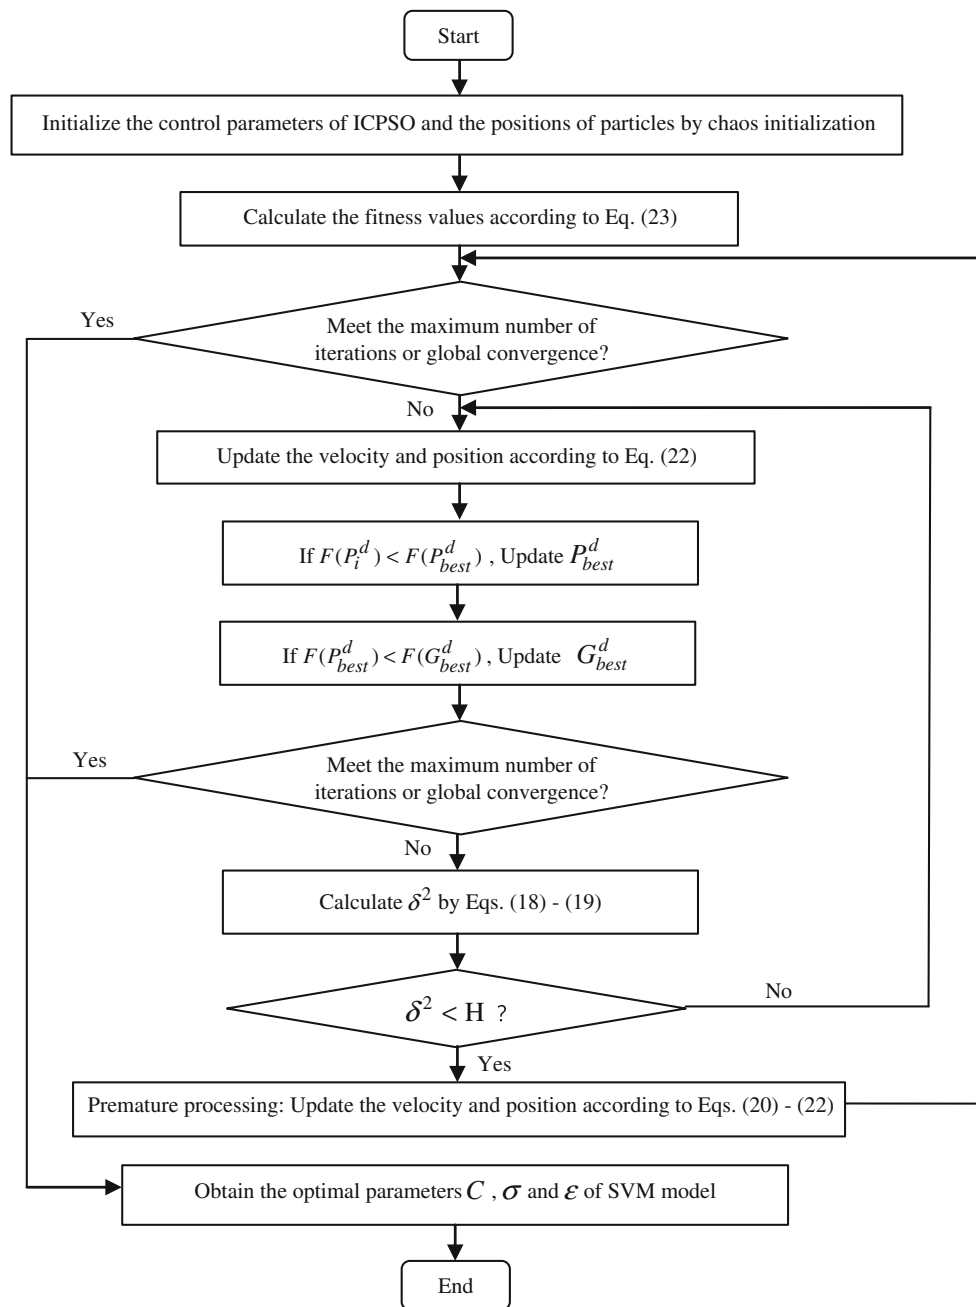 Start
Initialize the control parameters of ICPSO and the positions of particles by chaos initialization
Calculate the fitness values according to Eq. (23)
Yes
Meet the maximum number of
iterations or global convergence?
No
Update the velocity and position according to Eq. (22)
If F(P_i^d) < F(P_best^d) , Update P_best^d
If F(P_best^d) < F(G_best^d) , Update G_best^d
Yes
Meet the maximum number of
iterations or global convergence?
No
Calculate δ² by Eqs. (18) - (19)
No
δ² < H ?
Yes
Premature processing: Update the velocity and position according to Eqs. (20) - (22)
Obtain the optimal parameters C , σ and ε of SVM model
End